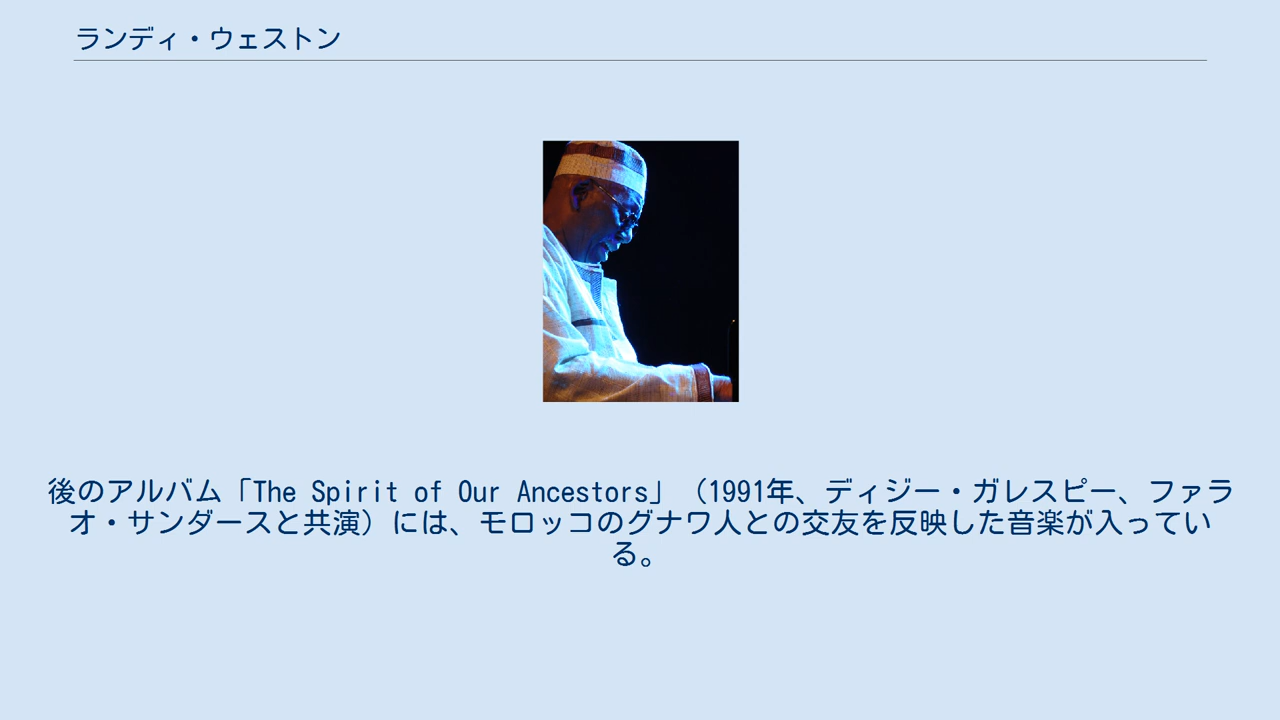 ランディ・ウェストン
後のアルバム「The Spirit of Our Ancestors」（1991年、ディジー・ガレスピー、ファラ
オ・サンダースと共演）には、モロッコのグナワ人との交友を反映した音楽が入ってい
る。